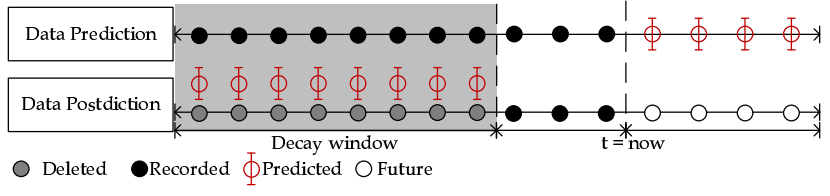 Data Prediction
Data Postdiction
Decay window
t = now
Deleted
Recorded
Predicted
Future